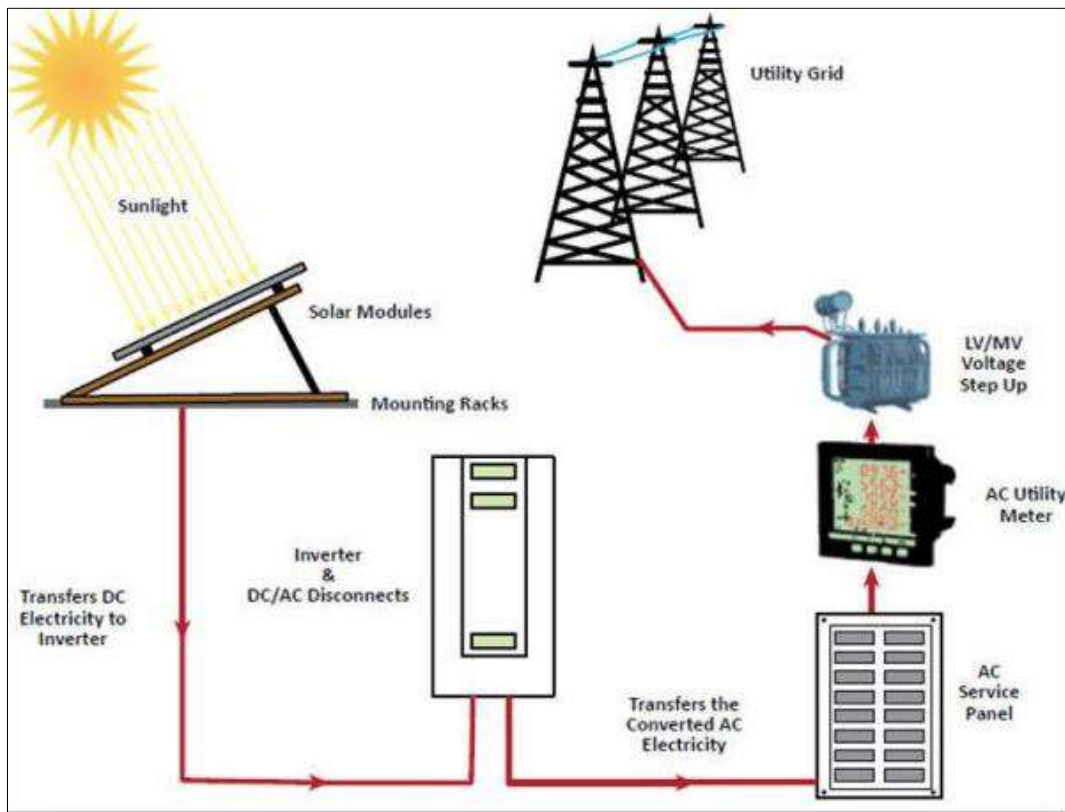 Utility Grid
Sunlight
Solar Modules
LV/MV
Voltage
Step Up
Mounting Racks
AC Utility
Meter
Inverter
&
DC/AC Disconnects
Transfers DC
Electricity to
Inverter
AC
Service
Panel
Transfers the
Converted AC
Electricity